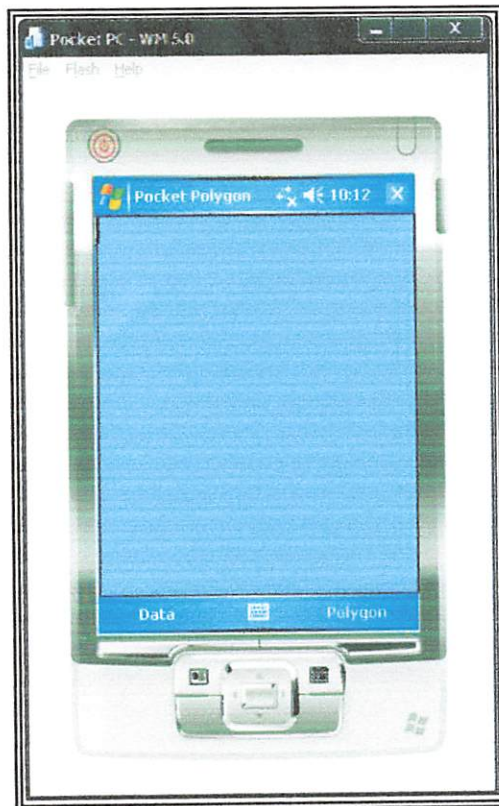 Pocket PC - WM 5.0
File Flash Help
Pocket Polygon 10:12
Data Polygon